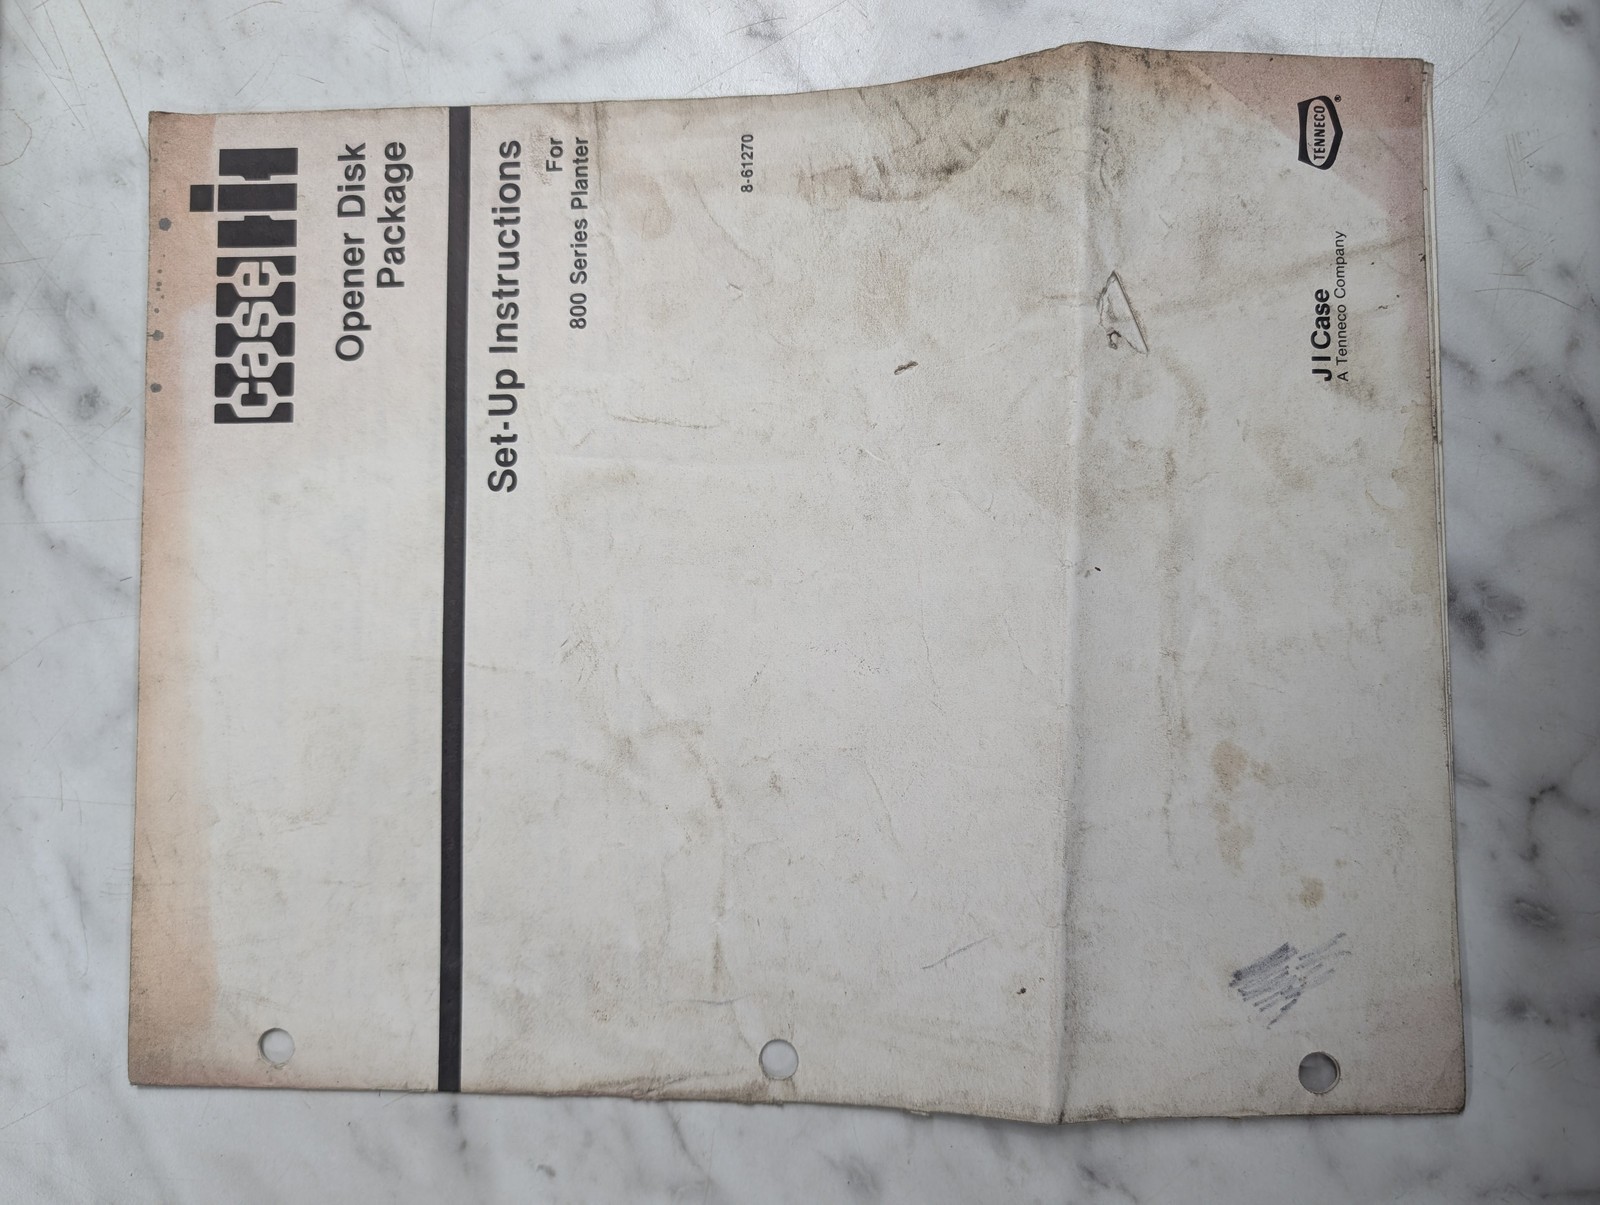 case IH
Opener Disk
Package
Set-Up Instructions
For
800 Series Planter
8-61270
J I Case
A Tenneco Company
TENNECO®